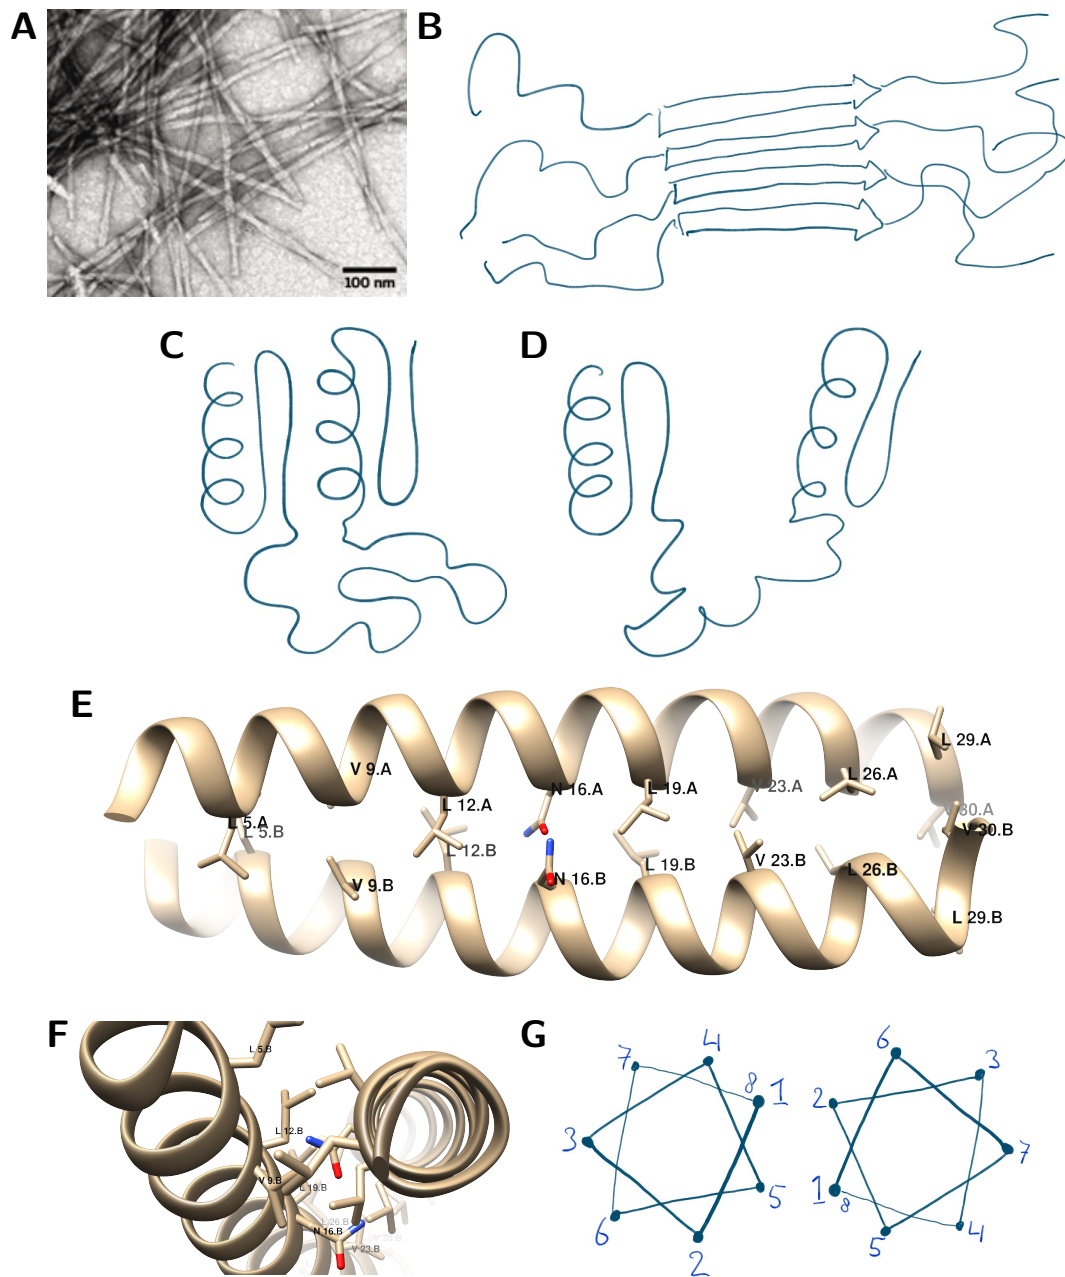 A
B
100 nm
C
D
E
L 29.A
V 9.A
L 26.A
N 16.A
L 19.A
V 23.A
L 12.A
V 30.A
L 5.A
L 5.B
V 30.B
L 12.B
V 23.B
L 19.B
L 26.B
N 16.B
V 9.B
L 29.B
F
L 5.B
L 12.B
V 9.B
L 19.B
L 26.B
N 16.B
V 23.B
G
7
4
8 1
3
5
6
2
6
3
2
7
1 8
4
5